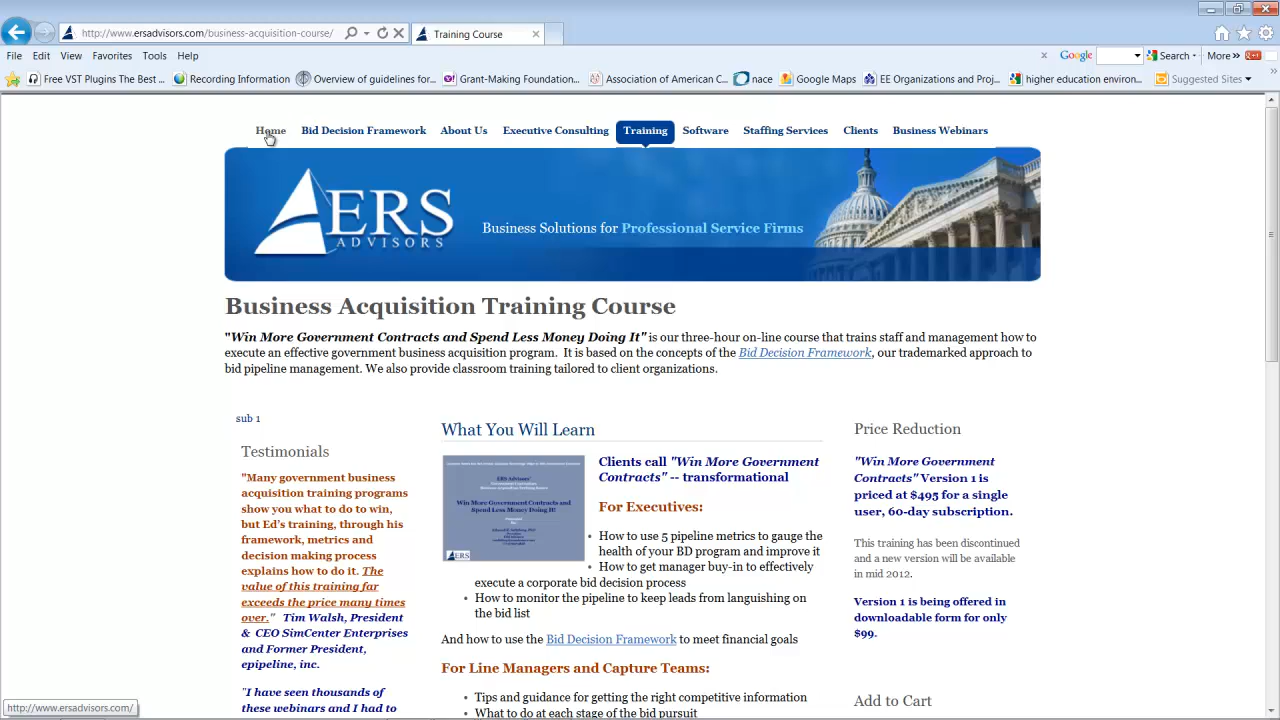 http://www.ersadvisors.com/business-acquisition-course/
Training Course
File Edit View Favorites Tools Help
Google Search More »
Free VST Plugins The Best ... Recording Information Overview of guidelines for... Grant-Making Foundation... Association of American C... nace Google Maps EE Organizations and Proj... higher education environ... Suggested Sites
Home Bid Decision Framework About Us Executive Consulting Training Software Staffing Services Clients Business Webinars
ERS
ADVISORS
Business Solutions for Professional Service Firms
Business Acquisition Training Course
"Win More Government Contracts and Spend Less Money Doing It" is our three-hour on-line course that trains staff and management how to
execute an effective government business acquisition program. It is based on the concepts of the Bid Decision Framework, our trademarked approach to
bid pipeline management. We also provide classroom training tailored to client organizations.
sub 1
Testimonials
"Many government business
acquisition training programs
show you what to do to win,
but Ed's training, through his
framework, metrics and
decision making process
explains how to do it. The
value of this training far
exceeds the price many times
over." Tim Walsh, President
& CEO SimCenter Enterprises
and Former President,
epipeline, inc.
"I have seen thousands of
these webinars and I had to
What You Will Learn
Win More Government Contracts and
Spend Less Money Doing It!
ERS
Clients call "Win More Government
Contracts" -- transformational
For Executives:
How to use 5 pipeline metrics to gauge the
health of your BD program and improve it
How to get manager buy-in to effectively
execute a corporate bid decision process
How to monitor the pipeline to keep leads from languishing on
the bid list
And how to use the Bid Decision Framework to meet financial goals
For Line Managers and Capture Teams:
Tips and guidance for getting the right competitive information
What to do at each stage of the bid pursuit
Price Reduction
"Win More Government
Contracts" Version 1 is
priced at $495 for a single
user, 60-day subscription.
This training has been discontinued
and a new version will be available
in mid 2012.
Version 1 is being offered in
downloadable form for only
$99.
Add to Cart
http://www.ersadvisors.com/